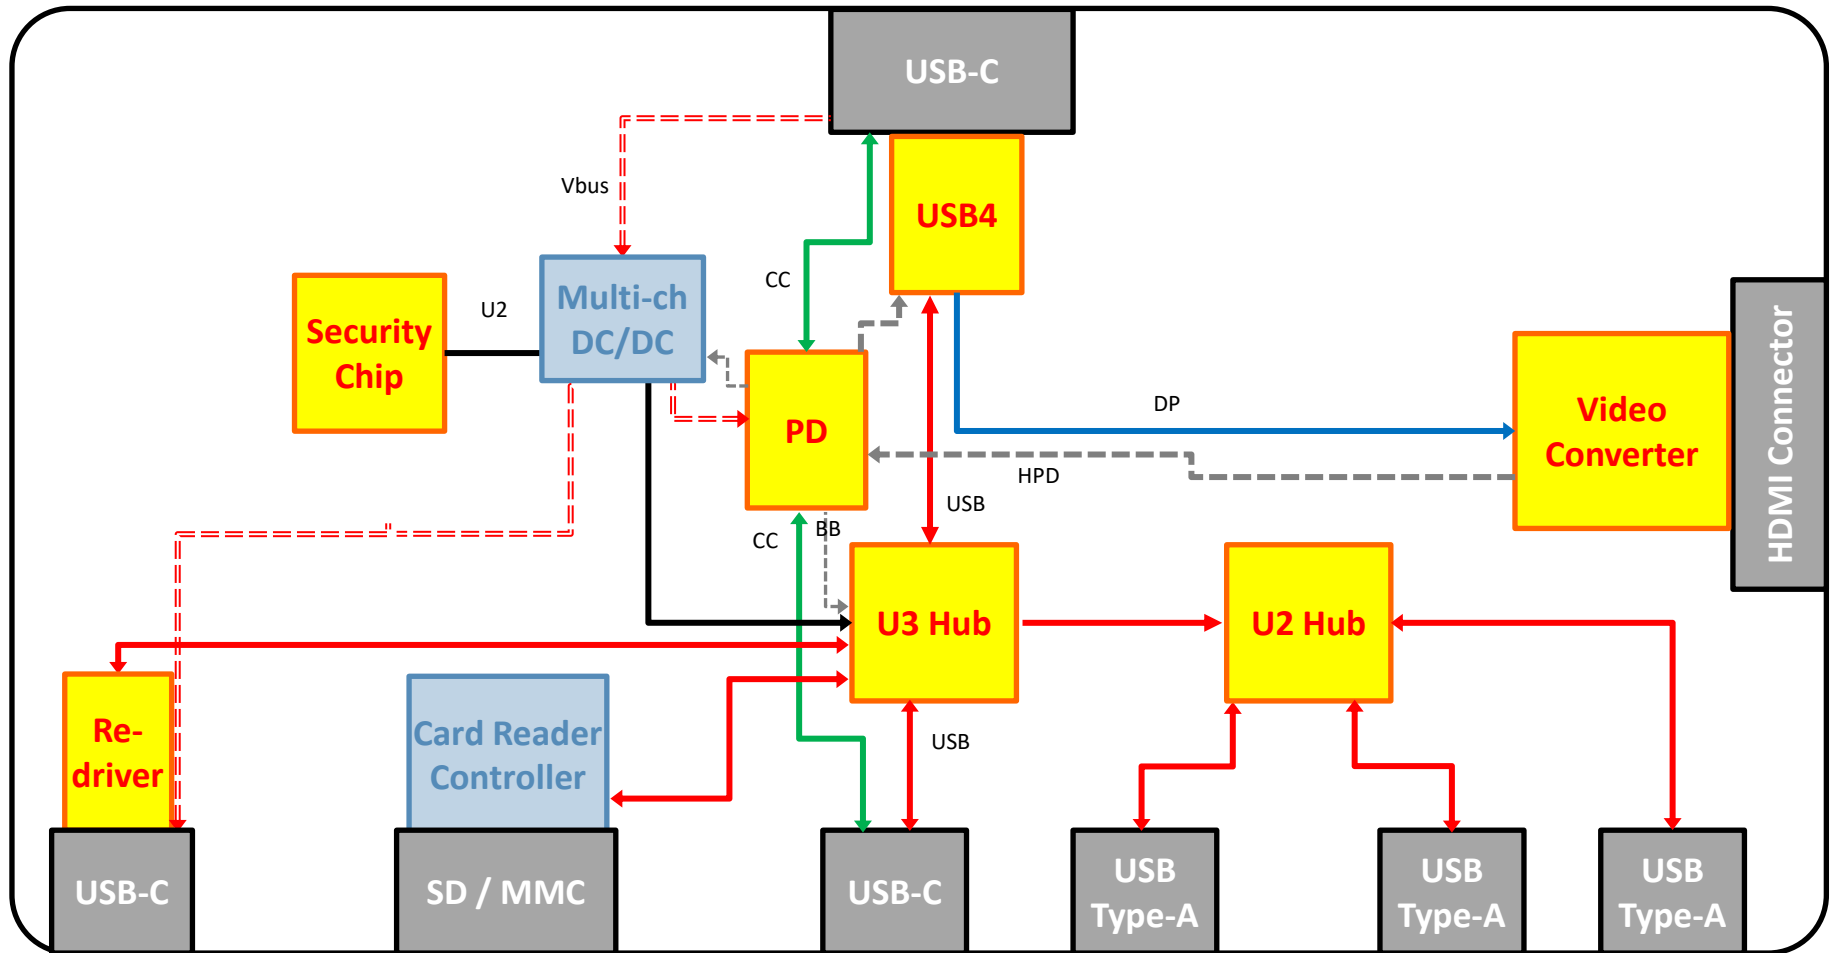 USB-C
Vbus
USB4
CC
Multi-ch
DC/DC
U2
Security
Chip
PD
DP
Video
Converter
HDMI Connector
HPD
USB
CC
BB
U3 Hub
U2 Hub
Re-
driver
Card Reader
Controller
USB
USB-C
SD / MMC
USB-C
USB
Type-A
USB
Type-A
USB
Type-A